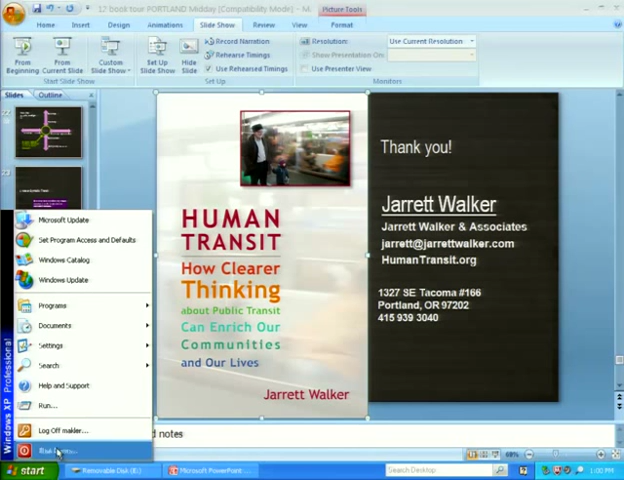 12-book tour PORTLAND Midday [Compatibility Mode] - M
Picture Tools
Home
Insert
Design
Animations
Slide Show
Review
View
Format
From Beginning
From Current Slide
Custom Slide Show
Set Up Slide Show
Hide Slide
Record Narration
Rehearse Timings
Use Rehearsed Timings
Resolution:
Use Current Resolution
Show Presentation On:
Use Presenter View
Start Slide Show
Set Up
Monitors
Slides
Outline
22
23
HUMAN
TRANSIT
How Clearer
Thinking
about Public Transit
Can Enrich Our
Communities
and Our Lives
Jarrett Walker
Thank you!
Jarrett Walker
Jarrett Walker & Associates
jarrett@jarrettwalker.com
HumanTransit.org
1327 SE Tacoma #166
Portland, OR 97202
415 939 3040
Windows XP Professional
Microsoft Update
Set Program Access and Defaults
Windows Catalog
Windows Update
Programs
Documents
Settings
Search
Help and Support
Run...
Log Off
d notes
68%
start
Removable Disk (E:)
Microsoft PowerPoint ...
Search Desktop
1:00 PM